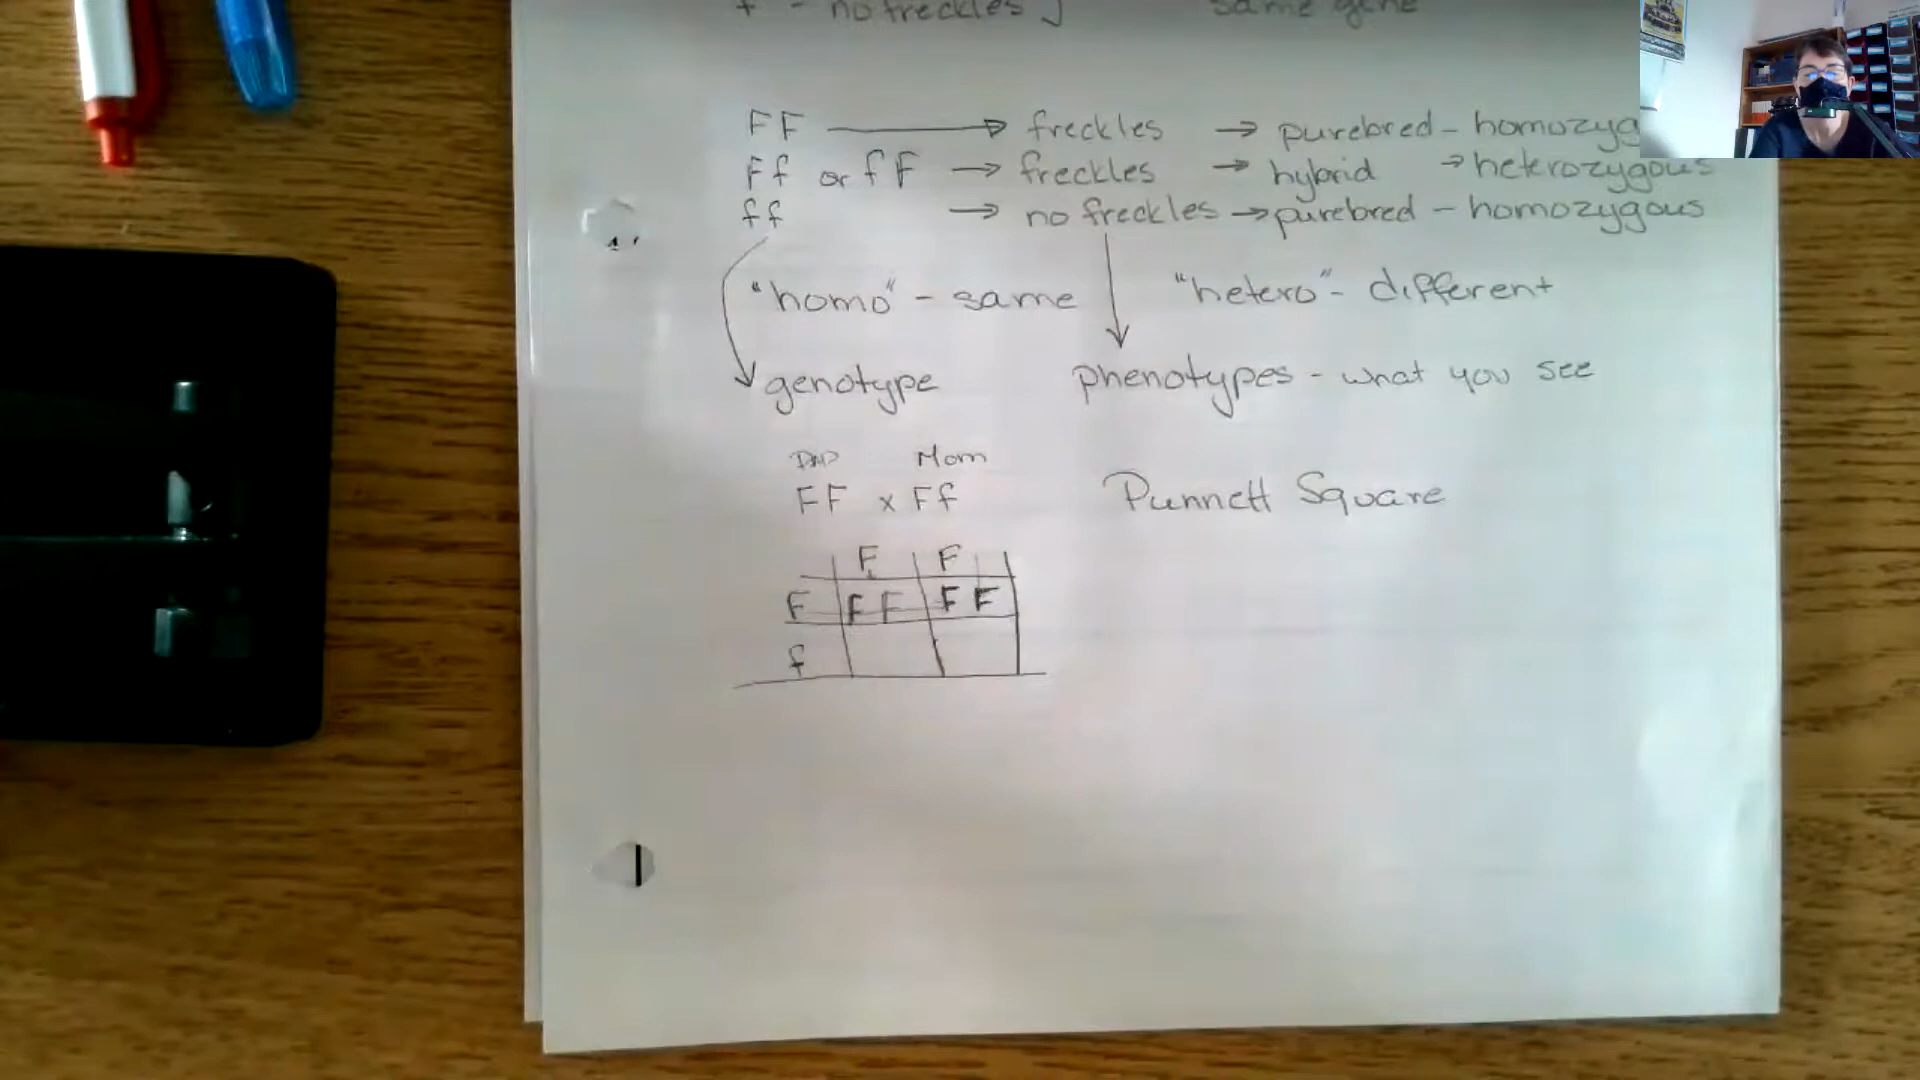 f - no freckles ] same gene
FF → freckles → purebred - homozyg
Ff or fF → freckles → hybrid → heterozygous
ff → no freckles → purebred - homozygous
"homo" - same "hetero" - different
genotype phenotypes - what you see
DAD Mom
FF x Ff Punnett Square
F F
F FF FF
f